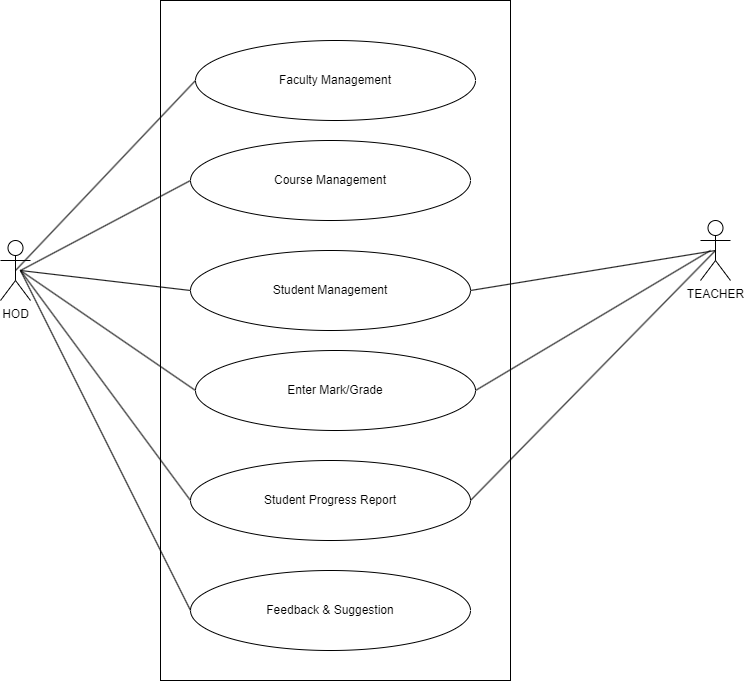 Faculty Management
Course Management
Student Management
HOD
TEACHER
Enter Mark/Grade
Student Progress Report
Feedback & Suggestion